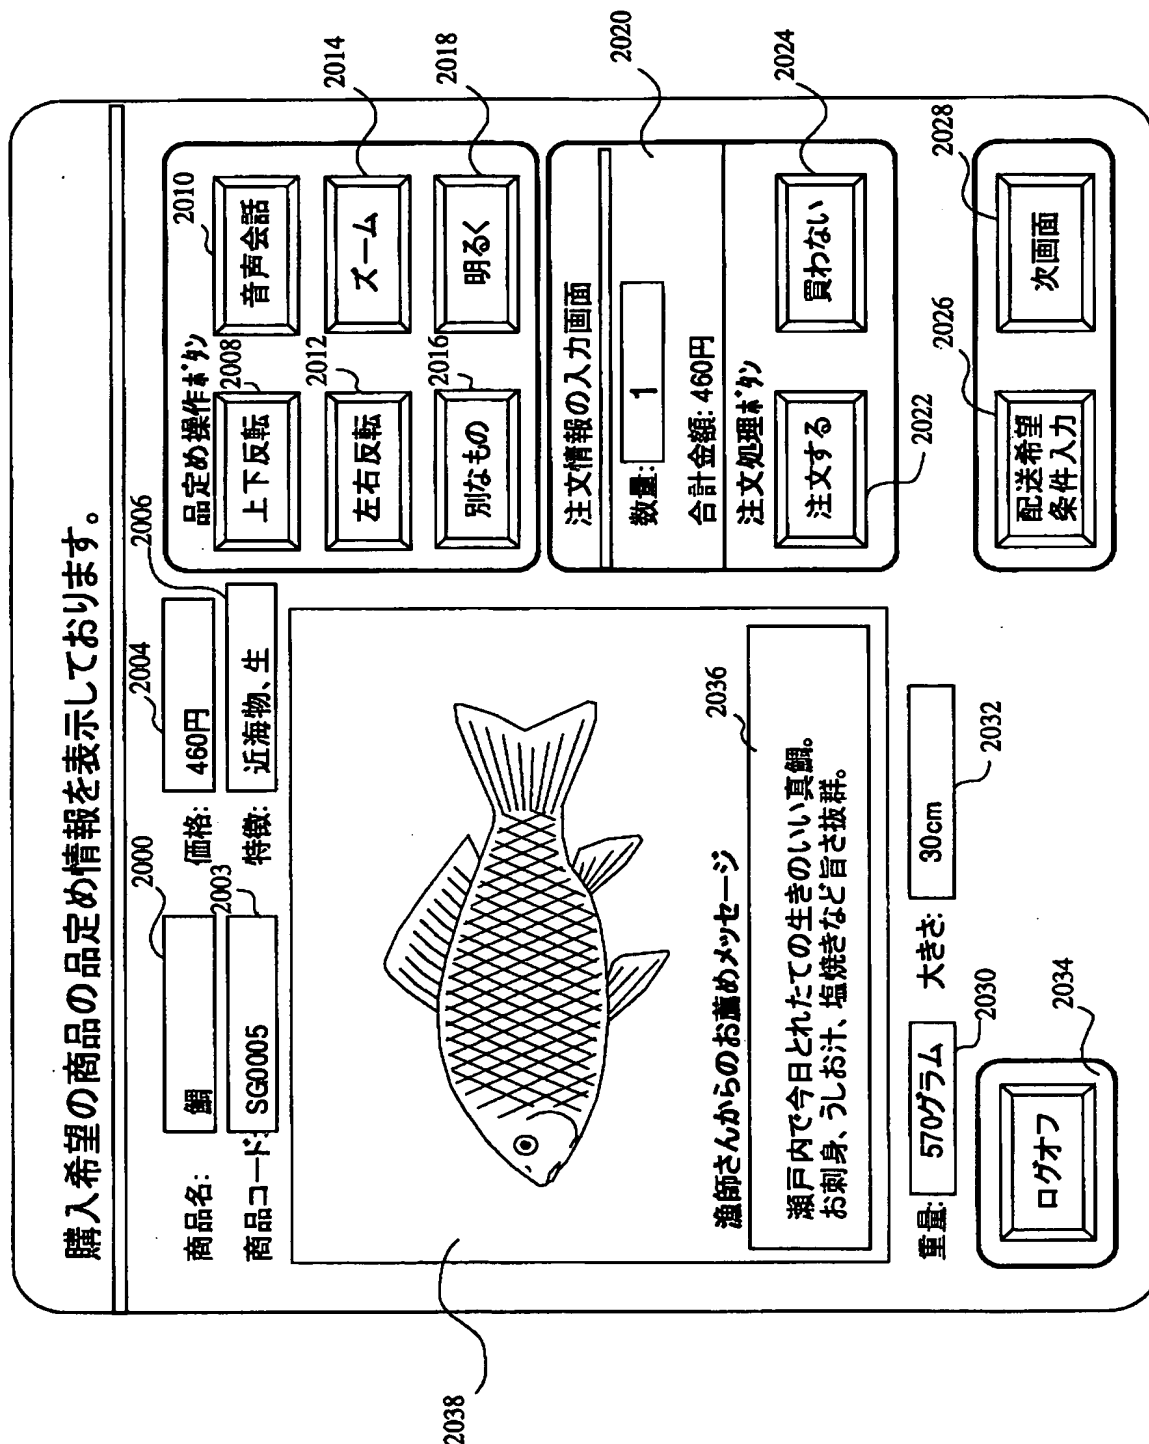 購入希望の商品の品定め情報を表示しております。
商品名: 鯛 2000
価格: 460円 2004
商品コード: SG0005 2003
特徴: 近海物、生 2006
品定め操作ボタン
上下反転 2008
音声会話 2010
左右反転 2012
ズーム 2014
別なもの 2016
明るく 2018
注文情報の入力画面
数量: 1
2020
合計金額: 460円
注文処理ボタン
注文する 2022
買わない 2024
配送希望
条件入力
2026
次画面 2028
2038
漁師さんからのお薦めメッセージ
2036
瀬戸内で今日とれたての生きのいい真鯛。
お刺身、うしお汁、塩焼きなど旨さ抜群。
重量: 570グラム 2030
大きさ: 30cm 2032
ログオフ 2034